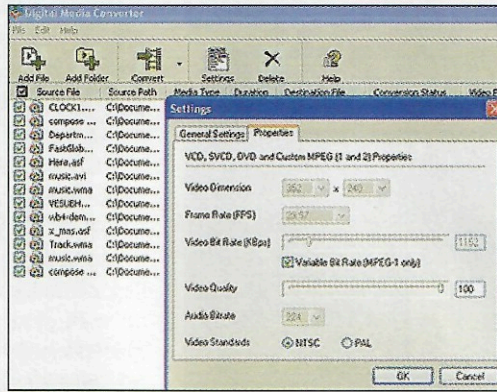 Digital Media Converter
File Edit Help
Add File Add Folder Convert Settings Delete Help
Source File Source Path Media Type Duration Destination File Conversion Status
CLOCK1.... C:\Docume...
compose ... C:\Docume...
Departm... C:\Docume...
C:\Docume...
Here.asf C:\Docume...
music.avi C:\Docume...
music.wma C:\Docume...
C:\Docume...
wb4-dem... C:\Docume...
x_mas.asf C:\Docume...
Track.wma C:\Docume...
music.wma C:\Docume...
compose ... C:\Docume...
Settings
General Settings Properties
VCD, SVCD, DVD and Custom MPEG (1 and 2) Properties
Video Dimension 352 x 240
Frame Rate (FPS) 29.97
Video Bit Rate (KBps) 1152
Variable Bit Rate (MPEG-1 only)
Video Quality 100
Audio Bitrate 224
Video Standards NTSC PAL
OK Cancel